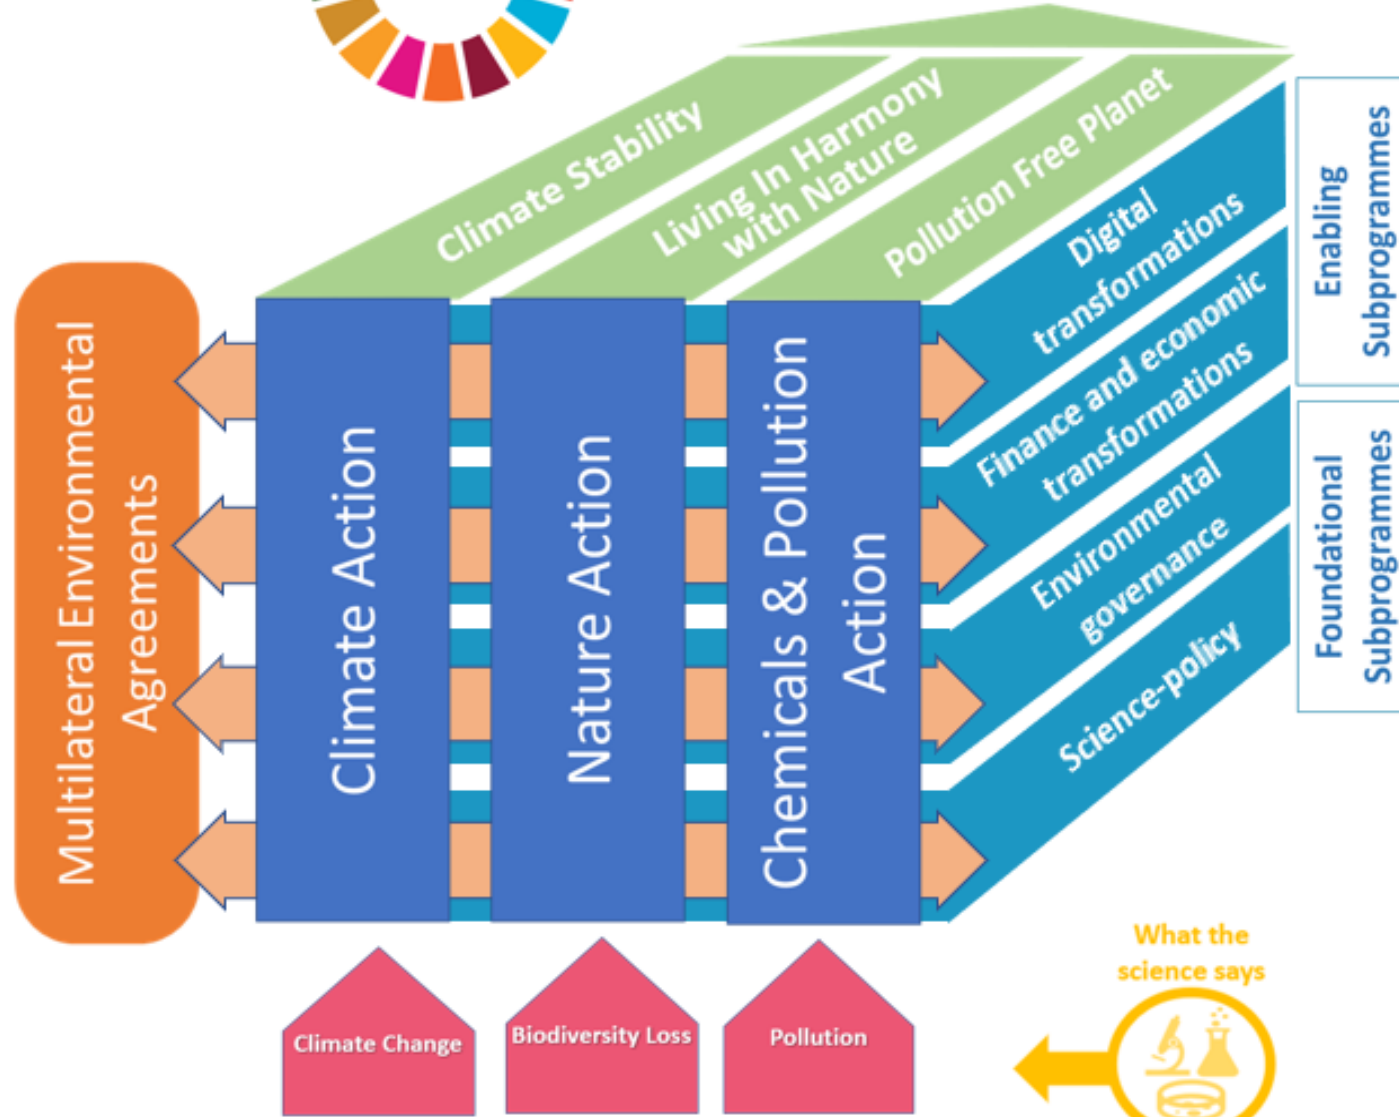 Climate Stability
Living In Harmony
with Nature
Pollution Free Planet
Digital
transformations
Finance and economic
transformations
Environmental
governance
Science-policy
Enabling
Subprogrammes
Foundational
Subprogrammes
Multilateral Environmental
Agreements
Climate Action
Nature Action
Chemicals & Pollution
Action
Climate Change
Biodiversity Loss
Pollution
What the
science says